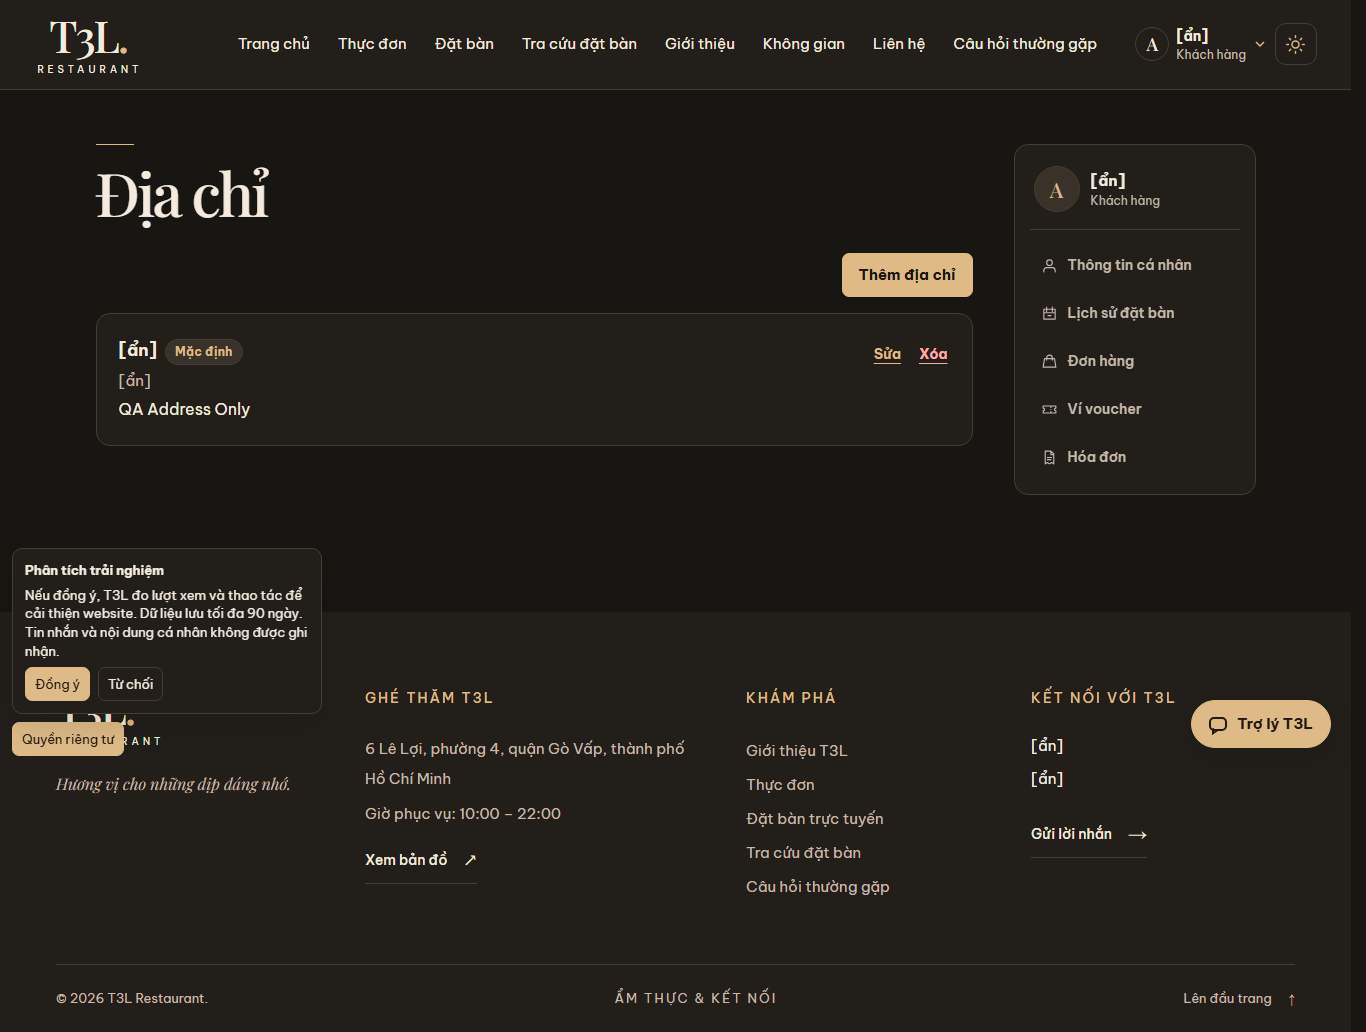 T3L.
RESTAURANT
Trang chủ
Thực đơn
Đặt bàn
Tra cứu đặt bàn
Giới thiệu
Không gian
Liên hệ
Câu hỏi thường gặp
A
[ẩn]
Khách hàng
Địa chỉ
Thêm địa chỉ
[ẩn] Mặc định
Sửa Xóa
[ẩn]
QA Address Only
A
[ẩn]
Khách hàng
Thông tin cá nhân
Lịch sử đặt bàn
Đơn hàng
Ví voucher
Hóa đơn
Phân tích trải nghiệm
Nếu đồng ý, T3L đo lượt xem và thao tác để
cải thiện website. Dữ liệu lưu tối đa 90 ngày.
Tin nhắn và nội dung cá nhân không được ghi
nhận.
Đồng ý
Từ chối
Quyền riêng tư
Hương vị cho những dịp đáng nhớ.
GHÉ THĂM T3L
6 Lê Lợi, phường 4, quận Gò Vấp, thành phố
Hồ Chí Minh
Giờ phục vụ: 10:00 – 22:00
Xem bản đồ ↗
KHÁM PHÁ
Giới thiệu T3L
Thực đơn
Đặt bàn trực tuyến
Tra cứu đặt bàn
Câu hỏi thường gặp
KẾT NỐI VỚI T3L
[ẩn]
[ẩn]
Gửi lời nhắn →
Trợ lý T3L
© 2026 T3L Restaurant.
ẨM THỰC & KẾT NỐI
Lên đầu trang ↑